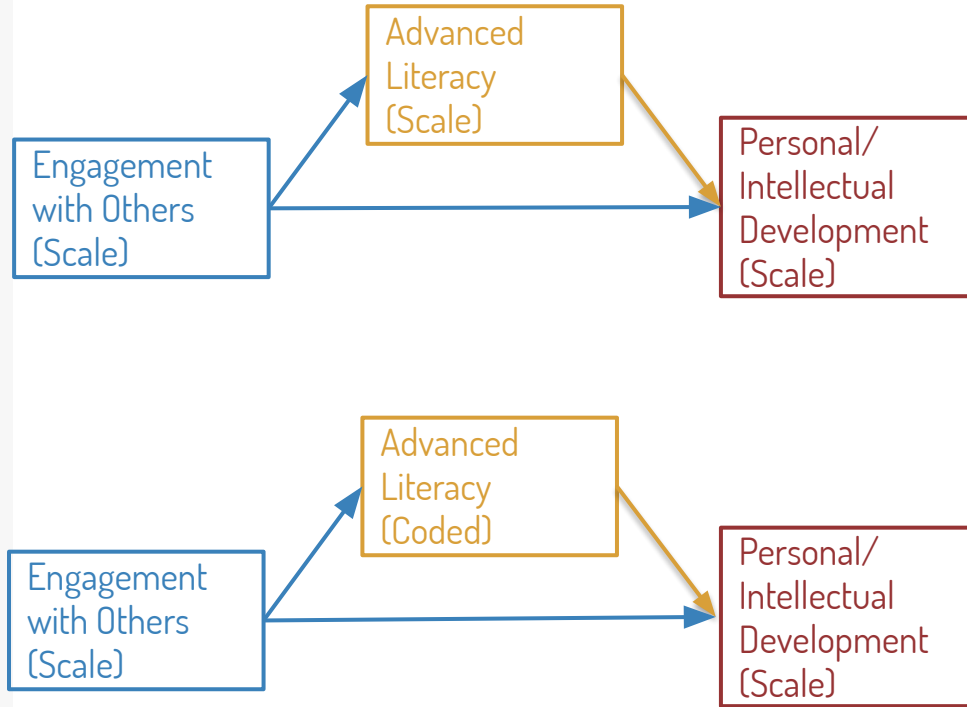 Advanced
Literacy
(Scale)
Engagement
with Others
(Scale)
Personal/
Intellectual
Development
(Scale)
Advanced
Literacy
(Coded)
Engagement
with Others
(Scale)
Personal/
Intellectual
Development
(Scale)